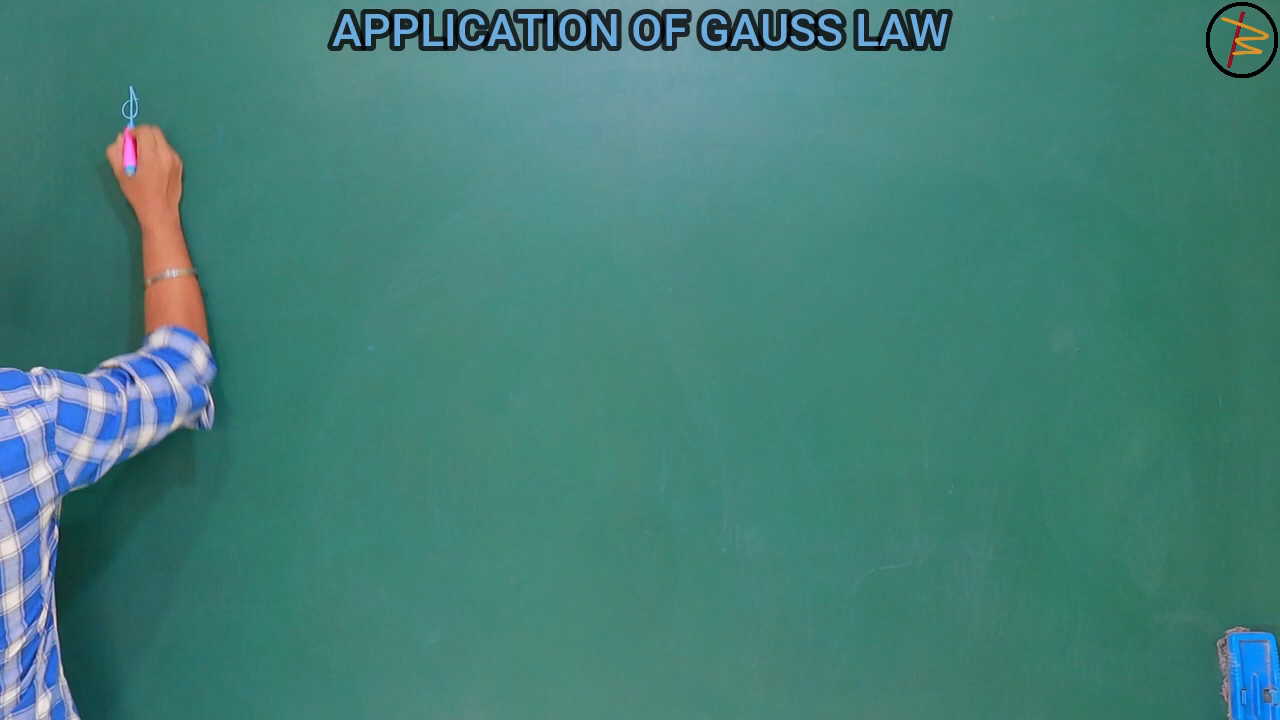 APPLICATION OF GAUSS LAW
ϕ